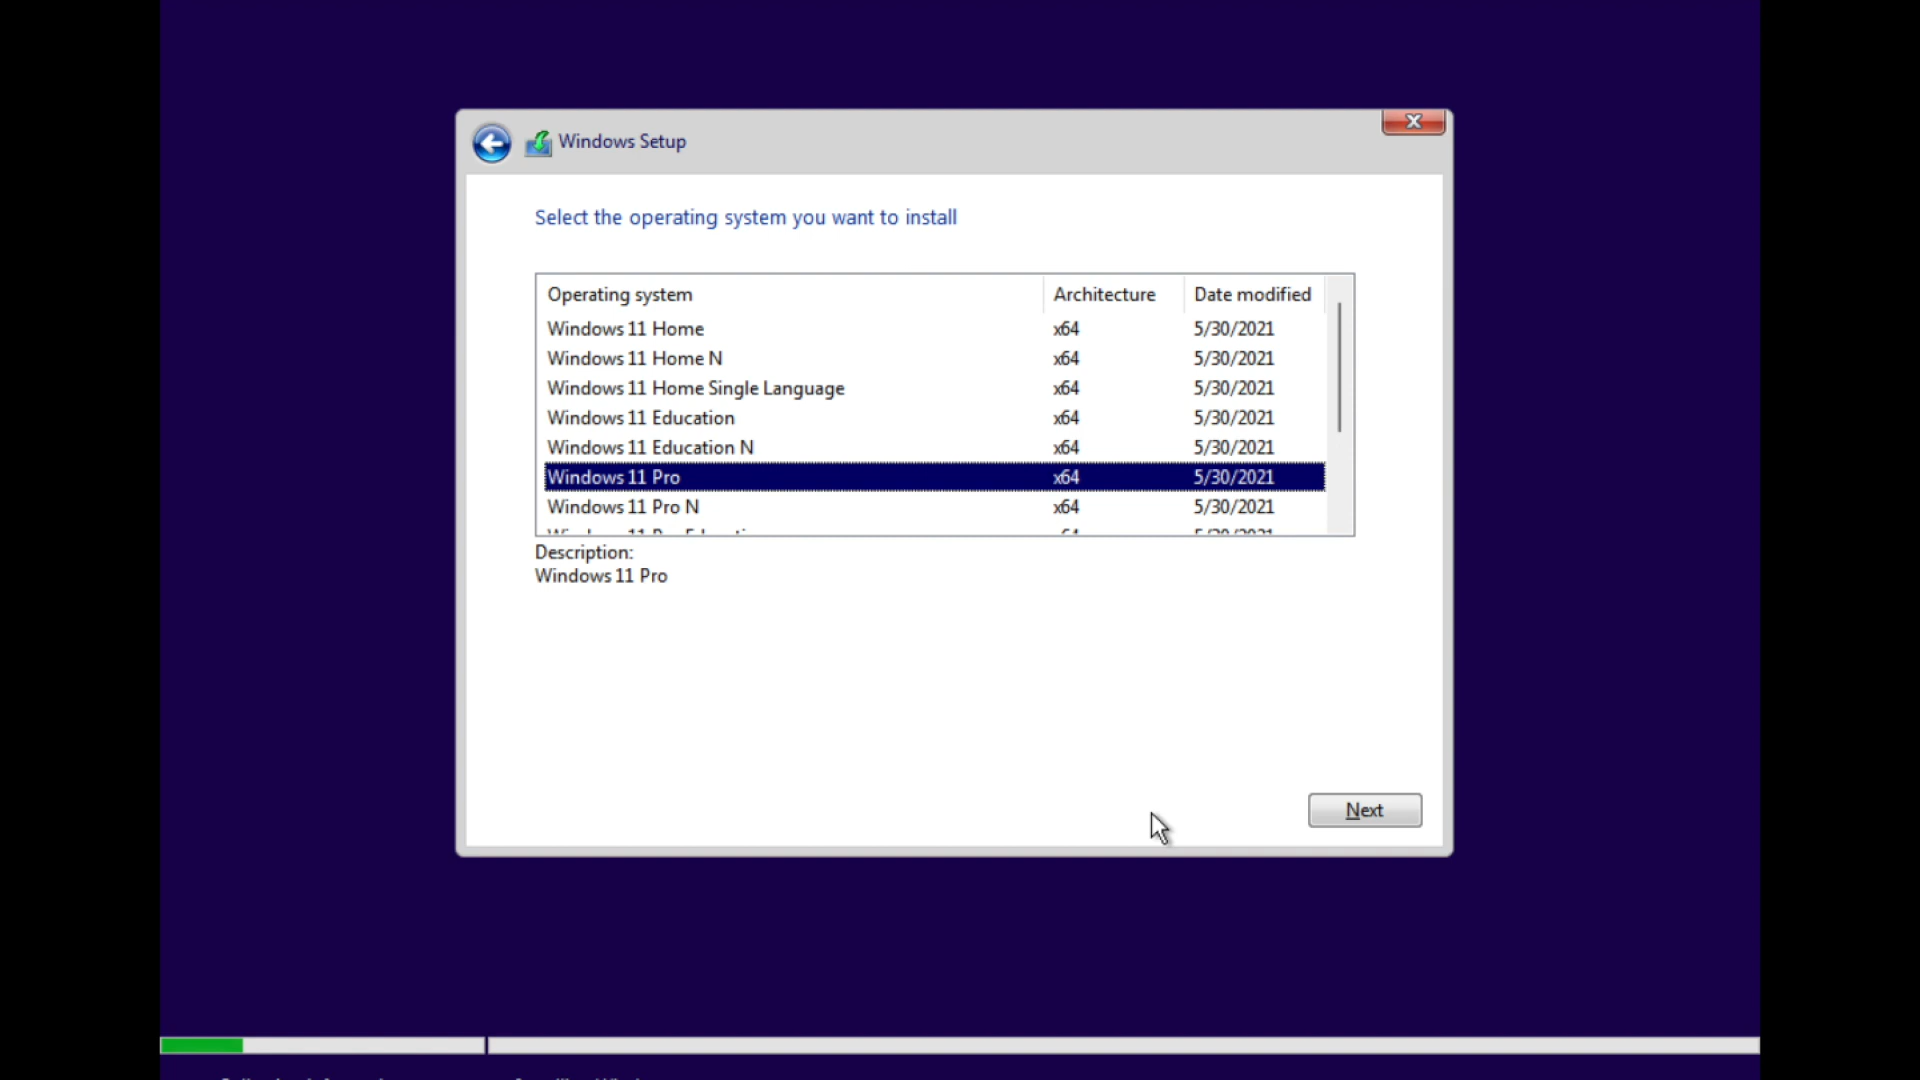 Windows Setup
Select the operating system you want to install
Operating system Architecture Date modified
Windows 11 Home x64 5/30/2021
Windows 11 Home N x64 5/30/2021
Windows 11 Home Single Language x64 5/30/2021
Windows 11 Education x64 5/30/2021
Windows 11 Education N x64 5/30/2021
Windows 11 Pro x64 5/30/2021
Windows 11 Pro N x64 5/30/2021
Description:
Windows 11 Pro
Next